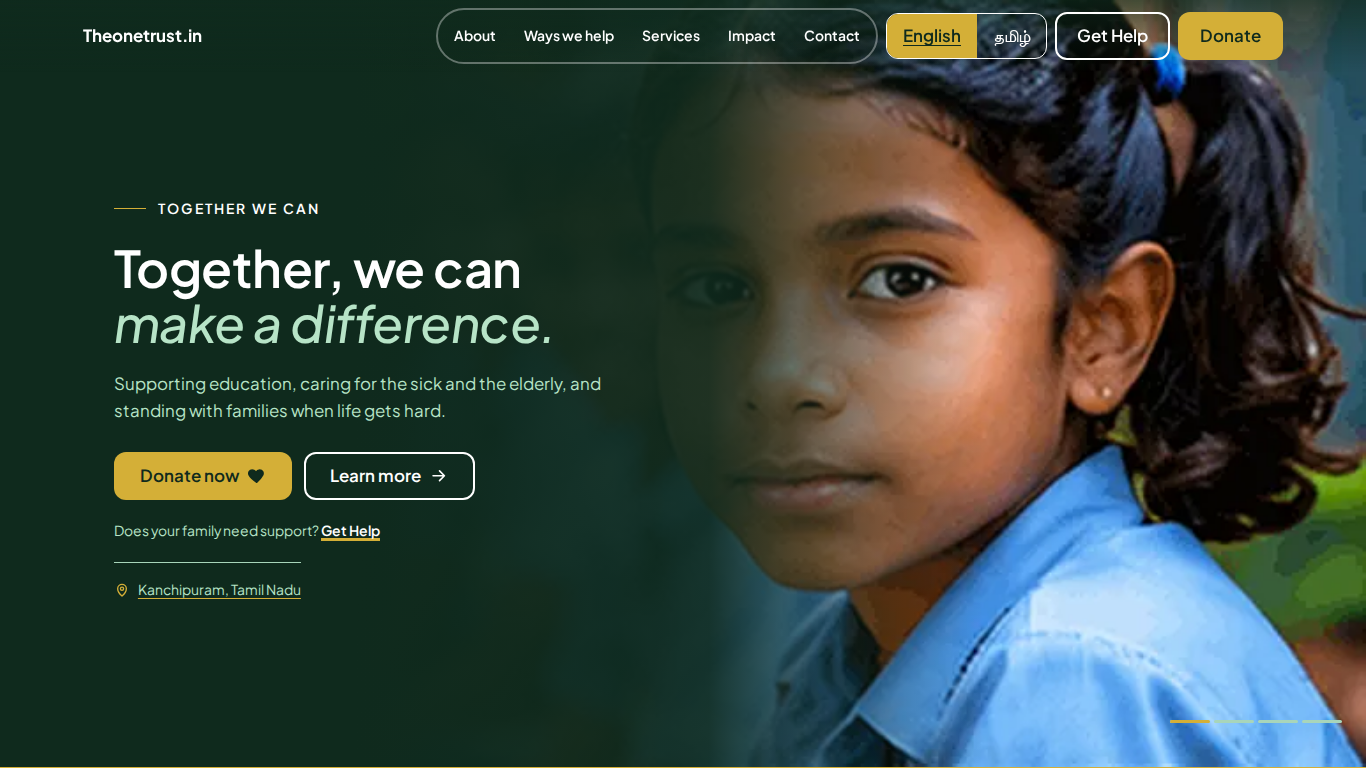 Theonetrust.in
About Ways we help Services Impact Contact
English தமிழ் Get Help Donate
TOGETHER WE CAN
Together, we can
make a difference.
Supporting education, caring for the sick and the elderly, and
standing with families when life gets hard.
Donate now Learn more
Does your family need support? Get Help
Kanchipuram, Tamil Nadu